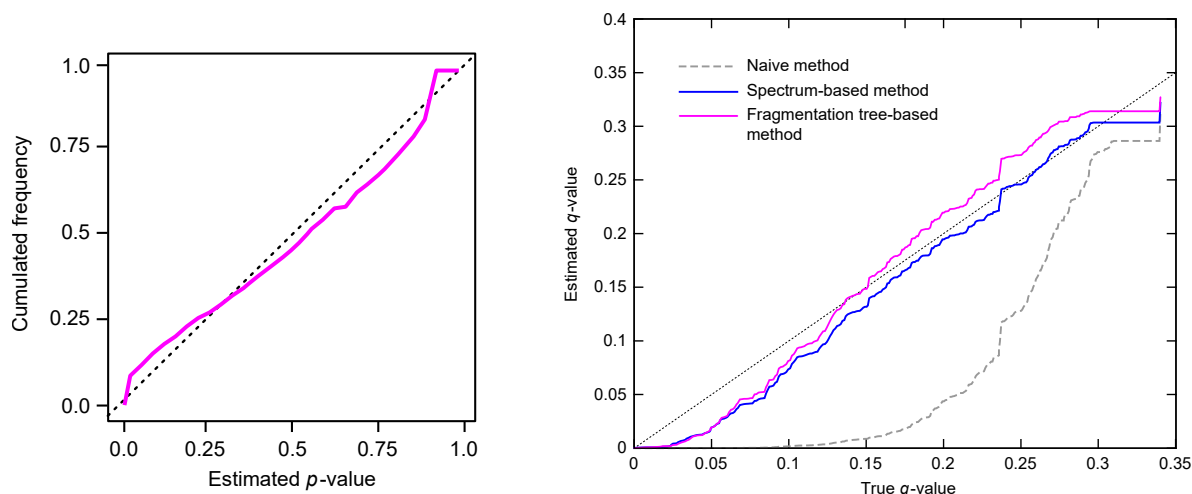 1.0
0.75
0.5
0.25
0.0
Cumulated frequency
0.0 0.25 0.5 0.75 1.0
Estimated p-value
0.4
0.35
0.3
0.25
0.2
0.15
0.1
0.05
0
Estimated q-value
Naive method
Spectrum-based method
Fragmentation tree-based
method
0 0.05 0.1 0.15 0.2 0.25 0.3 0.35
True q-value